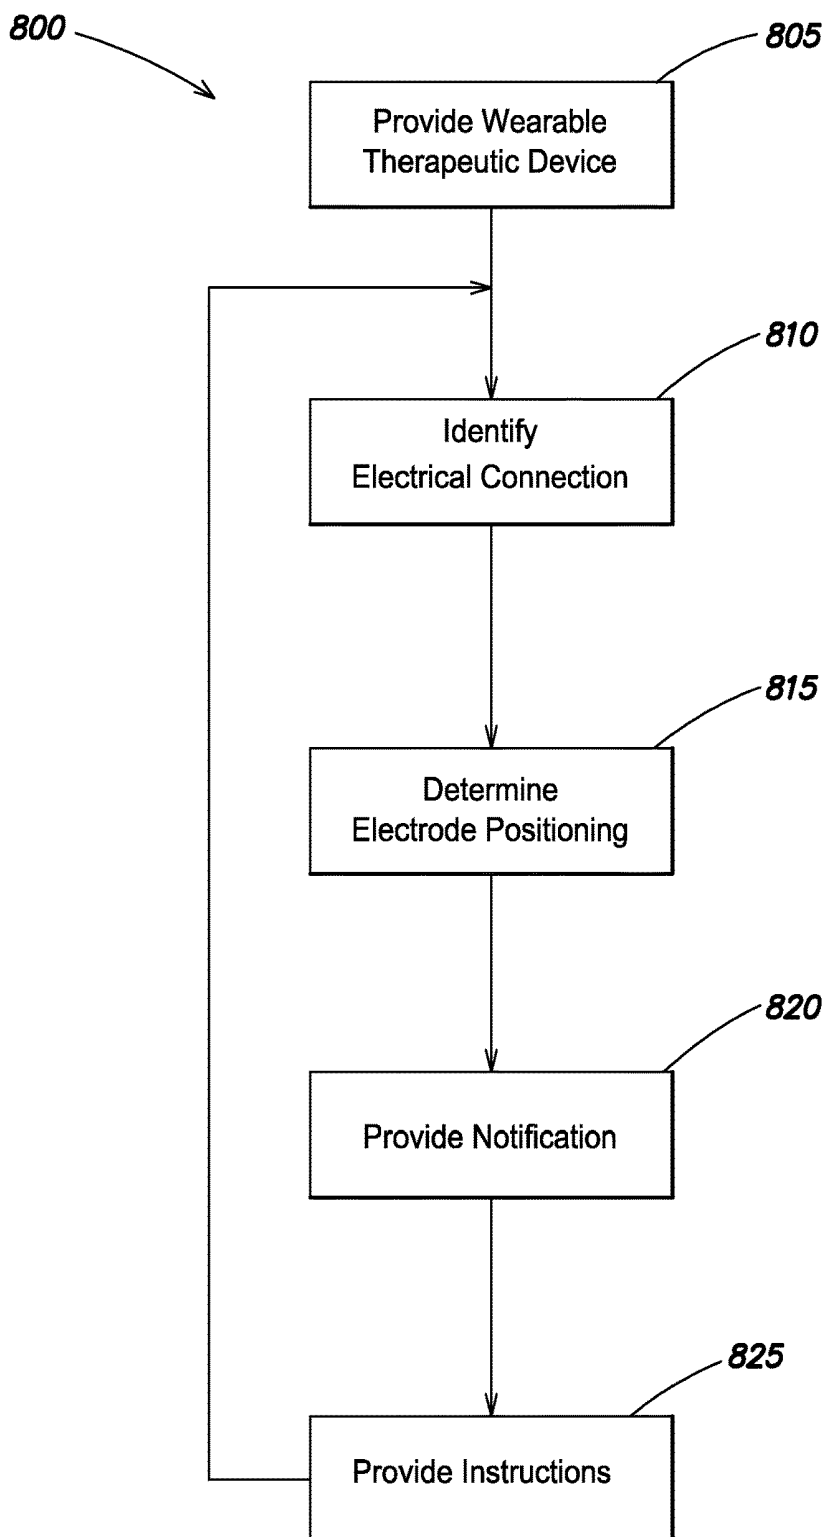 800
805
Provide Wearable
Therapeutic Device
810
Identify
Electrical Connection
815
Determine
Electrode Positioning
820
Provide Notification
825
Provide Instructions